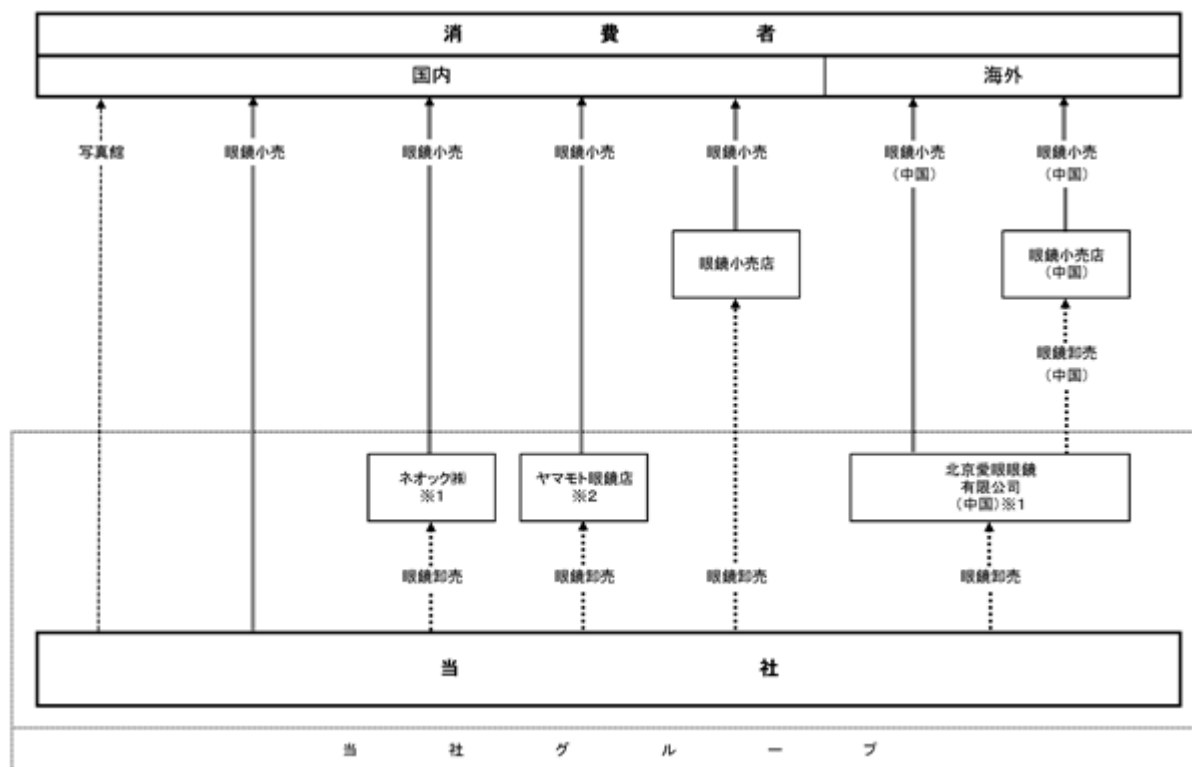 消費者
国内
海外
写真館
眼鏡小売
眼鏡小売
眼鏡小売
眼鏡小売
眼鏡小売
(中国)
眼鏡小売
(中国)
眼鏡小売店
眼鏡小売店
(中国)
眼鏡卸売
(中国)
ネオック㈱
※1
ヤマモト眼鏡店
※2
北京愛眼眼鏡
有限公司
(中国)※1
眼鏡卸売
眼鏡卸売
眼鏡卸売
眼鏡卸売
当社
当社グループ